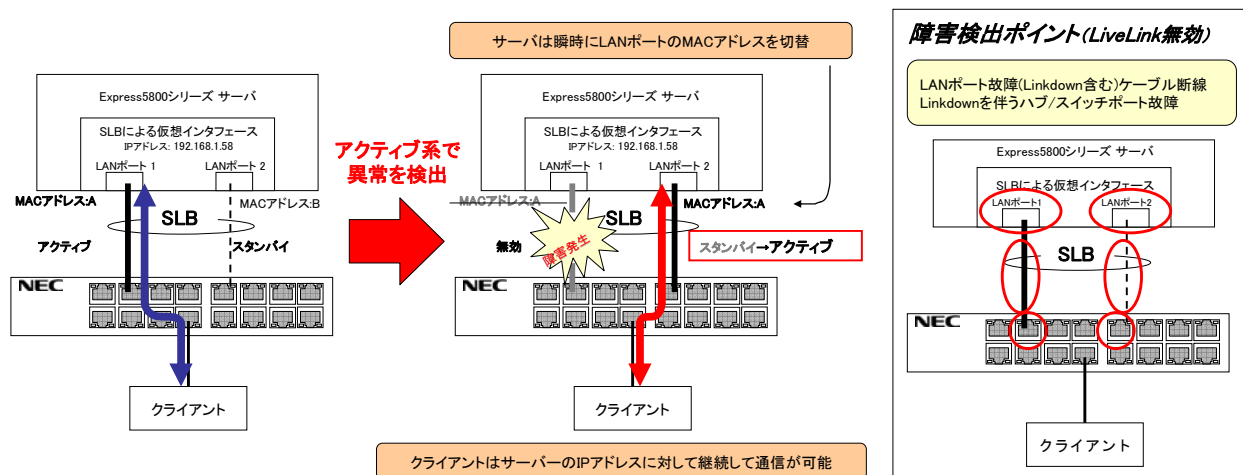 サーバは瞬時にLANポートのMACアドレスを切替
Express5800シリーズ サーバ
SLBによる仮想インタフェース
IPアドレス: 192.168.1.58
LANポート 1
LANポート 2
MACアドレス:A
MACアドレス:B
SLB
アクティブ
スタンバイ
NEC
クライアント
アクティブ系で
異常を検出
Express5800シリーズ サーバ
SLBによる仮想インタフェース
IPアドレス: 192.168.1.58
LANポート 1
LANポート 2
MACアドレス:A
MACアドレス:A
SLB
無効
障害発生
スタンバイ→アクティブ
NEC
クライアント
クライアントはサーバーのIPアドレスに対して継続して通信が可能
障害検出ポイント(LiveLink無効)
LANポート故障(Linkdown含む)ケーブル断線
Linkdownを伴うハブ/スイッチポート故障
Express5800シリーズ サーバ
SLBによる仮想インタフェース
LANポート1
LANポート2
SLB
NEC
クライアント